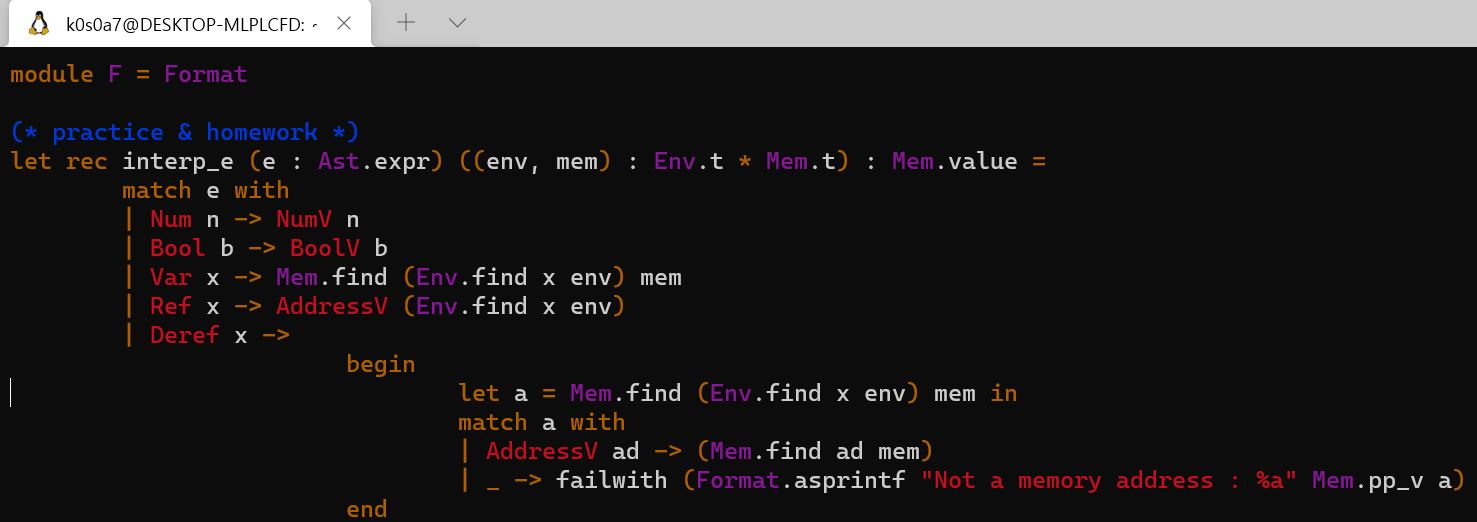 k0s0a7@DESKTOP-MLPLCFD: ~
module F = Format
(* practice & homework *)
let rec interp_e (e : Ast.expr) ((env, mem) : Env.t * Mem.t) : Mem.value =
match e with
| Num n -> NumV n
| Bool b -> BoolV b
| Var x -> Mem.find (Env.find x env) mem
| Ref x -> AddressV (Env.find x env)
| Deref x ->
begin
let a = Mem.find (Env.find x env) mem in
match a with
| AddressV ad -> (Mem.find ad mem)
| _ -> failwith (Format.asprintf "Not a memory address : %a" Mem.pp_v a)
end